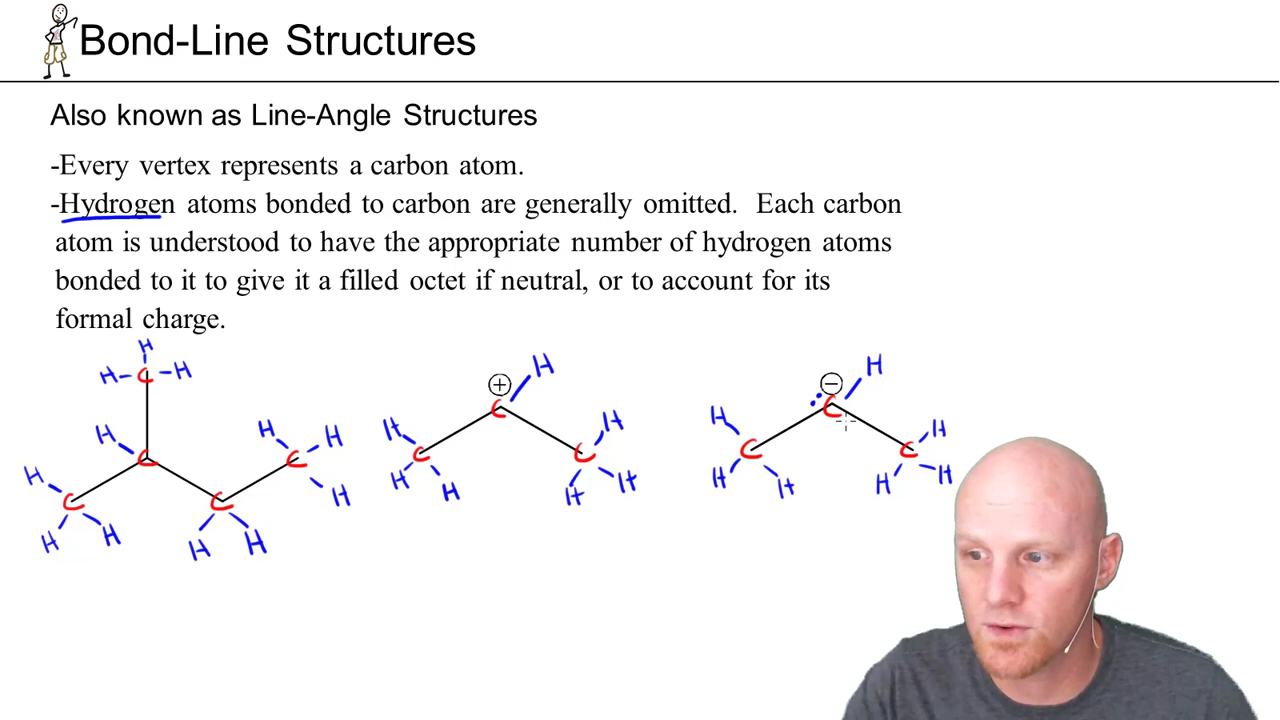 Bond-Line Structures
Also known as Line-Angle Structures
-Every vertex represents a carbon atom.
-Hydrogen atoms bonded to carbon are generally omitted. Each carbon
atom is understood to have the appropriate number of hydrogen atoms
bonded to it to give it a filled octet if neutral, or to account for its
formal charge.
H
H-C-H
H C
H C H H
H H
C H H
C H H H
+ H
C
H C H H
C H H H
− H
C
H C H H
C H H H